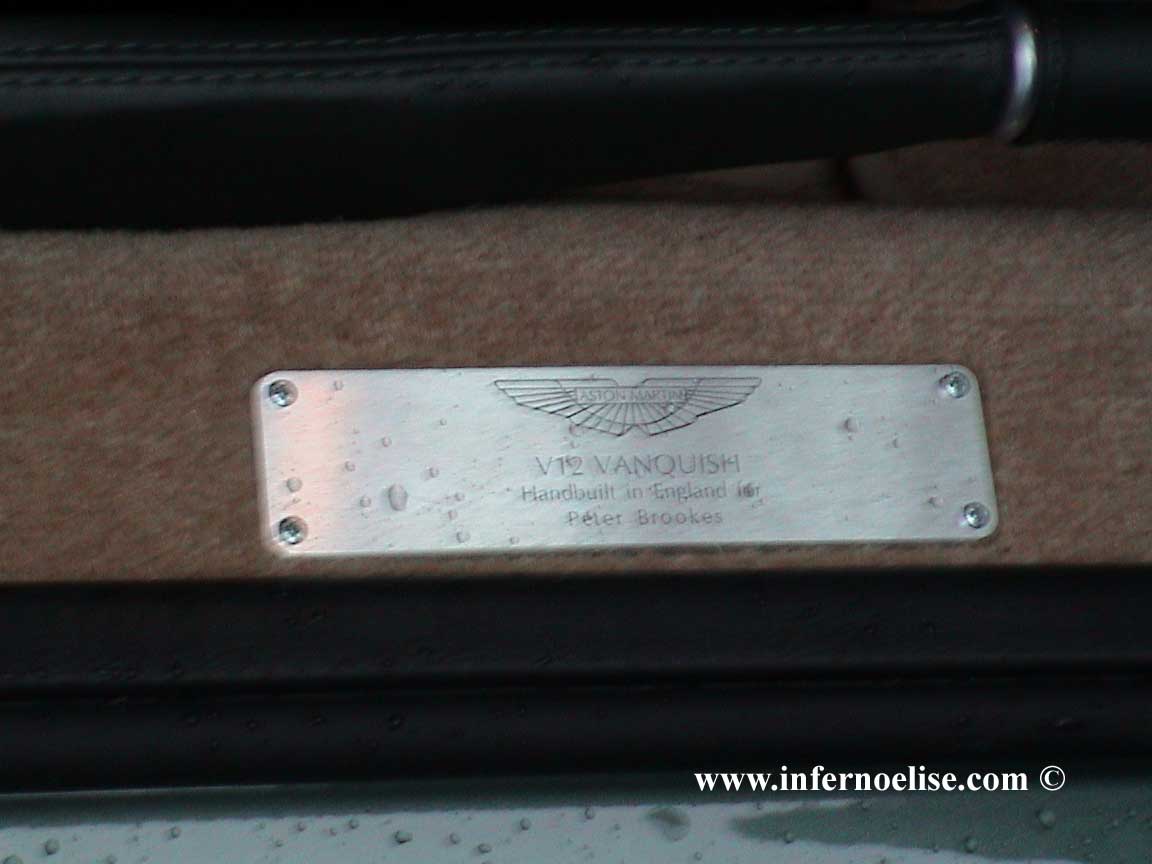 ASTON MARTIN
V12 VANQUISH
Handbuilt in England for
Peter Brookes
www.infernoelise.com ©